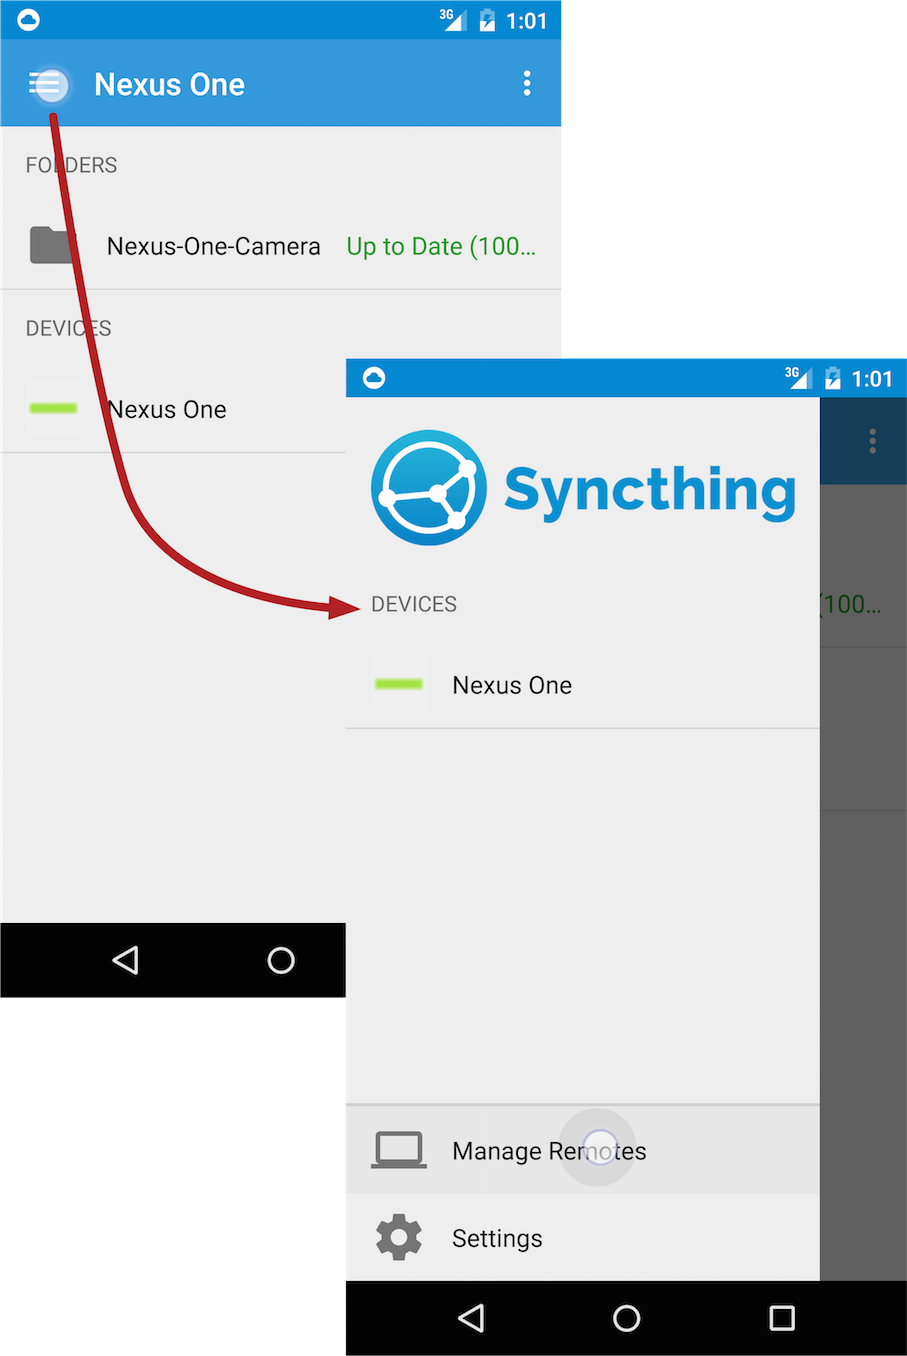 3G 1:01
Nexus One
FOLDERS
Nexus-One-Camera Up to Date (100...
DEVICES
Nexus One
3G 1:01
Syncthing
DEVICES
(100...
Nexus One
Manage Remotes
Settings